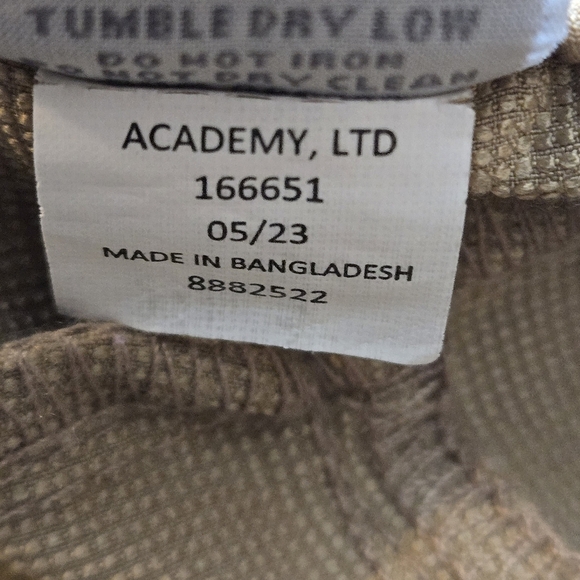 TUMBLE DRY LOW
DO NOT IRON
DO NOT DRY CLEAN
ACADEMY, LTD
166651
05/23
MADE IN BANGLADESH
8882522